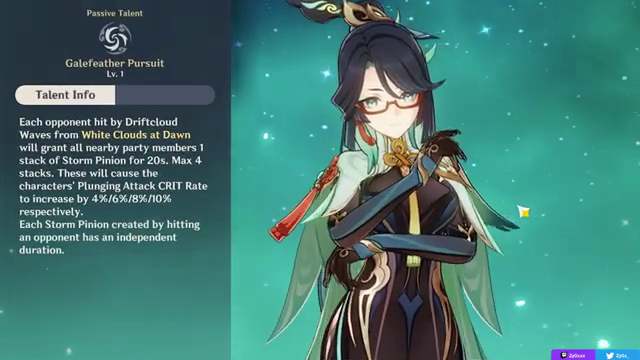 Passive Talent
Galefeather Pursuit
Lv. 1
Talent Info
Each opponent hit by Driftcloud
Waves from White Clouds at Dawn
will grant all nearby party members 1
stack of Storm Pinion for 20s. Max 4
stacks. These will cause the
characters' Plunging Attack CRIT Rate
to increase by 4%/6%/8%/10%
respectively.
Each Storm Pinion created by hitting
an opponent has an independent
duration.